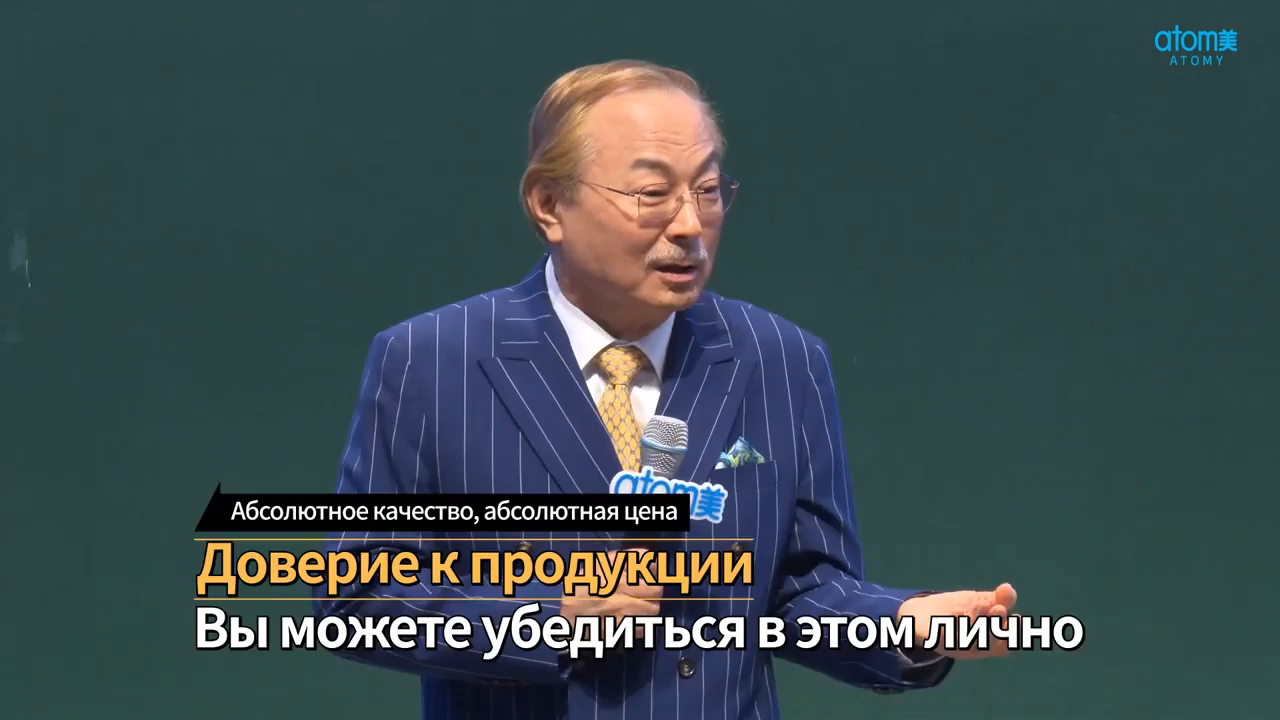 atom美
ATOMY
atom美
Абсолютное качество, абсолютная цена
Доверие к продукции
Вы можете убедиться в этом лично